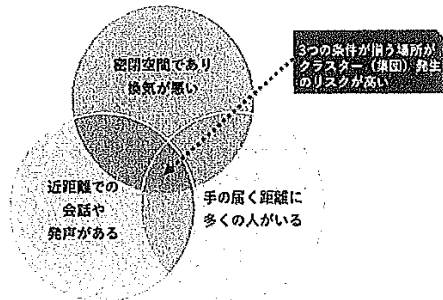 密閉空間であり
換気が悪い
3つの条件が揃う場所が
クラスター（集団）発生
のリスクが高い
近距離での
会話や
発声がある
手の届く距離に
多くの人がいる